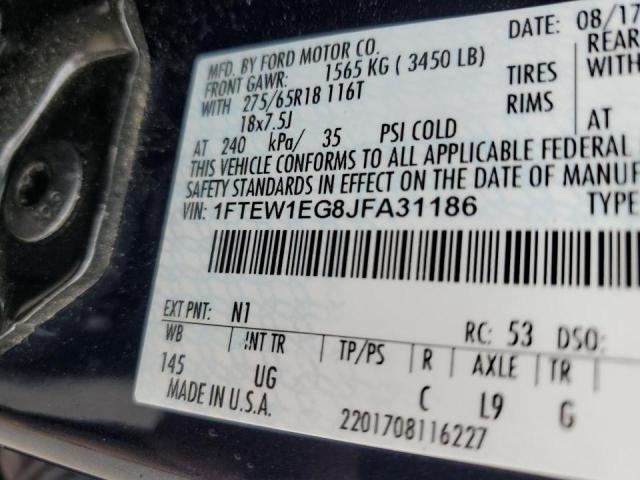 MFD. BY FORD MOTOR CO.
DATE: 08/17
FRONT GAWR: 1565 KG ( 3450 LB)
REAR
WITH 275/65R18 116T TIRES
WITH
18x7.5J RIMS
AT 240 kPa/ 35 PSI COLD
AT
THIS VEHICLE CONFORMS TO ALL APPLICABLE FEDERAL
SAFETY STANDARDS IN EFFECT ON THE DATE OF MANUF
VIN: 1FTEW1EG8JFA31186 TYPE
EXT PNT: N1 RC: 53 DSO:
WB INT TR TP/PS R AXLE TR
145 UG C L9 G
MADE IN U.S.A. 2201708116227